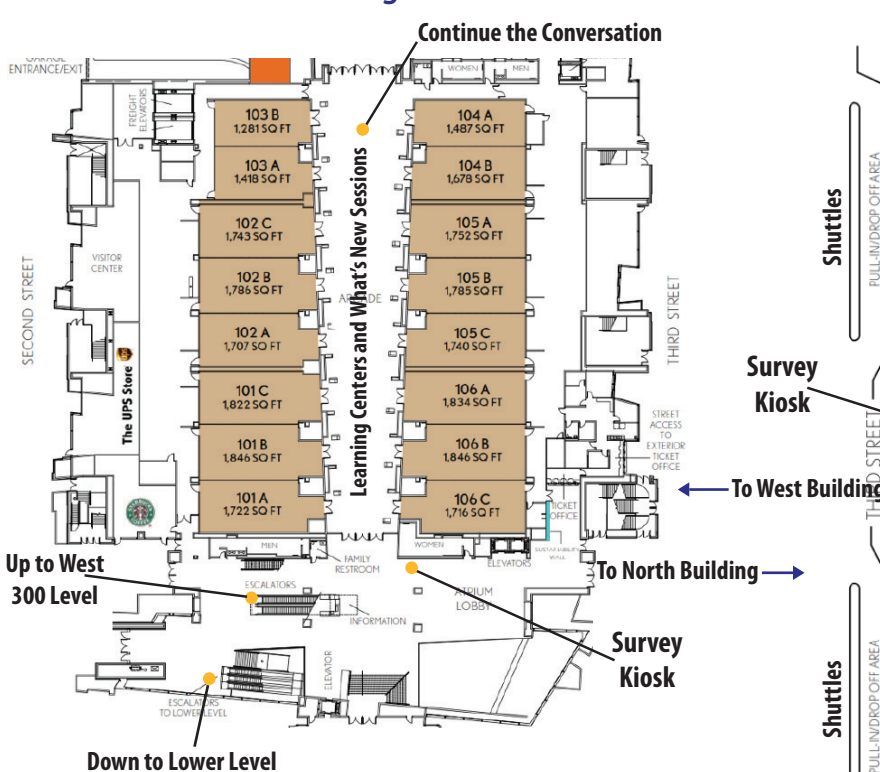 Continue the Conversation
ENTRANCE/EXIT
WOMEN
MEN
FREIGHT
ELEVATORS
103 B
1,281 SQ FT
104 A
1,487 SQ FT
103 A
1,418 SQ FT
104 B
1,678 SQ FT
102 C
1,743 SQ FT
105 A
1,752 SQ FT
102 B
1,786 SQ FT
105 B
1,785 SQ FT
102 A
1,707 SQ FT
105 C
1,740 SQ FT
101 C
1,822 SQ FT
106 A
1,834 SQ FT
101 B
1,846 SQ FT
106 B
1,846 SQ FT
101 A
1,722 SQ FT
106 C
1,716 SQ FT
Learning Centers and What's New Sessions
VISITOR
CENTER
SECOND STREET
The UPS Store
ups
THIRD STREET
Shuttles
PULL-IN/DROP OFF AREA
Survey
Kiosk
THIRD STREET
STREET
ACCESS
TO
EXTERIOR
TICKET
OFFICE
To West Building
TICKET
OFFICE
MEN
FAMILY
RESTROOM
WOMEN
ELEVATORS
Up to West
300 Level
ESCALATORS
INFORMATION
ATRIUM
LOBBY
To North Building
Survey
Kiosk
ELEVATOR
ESCALATORS
TO LOWER LEVEL
Down to Lower Level
Shuttles
PULL-IN/DROP OFF AREA